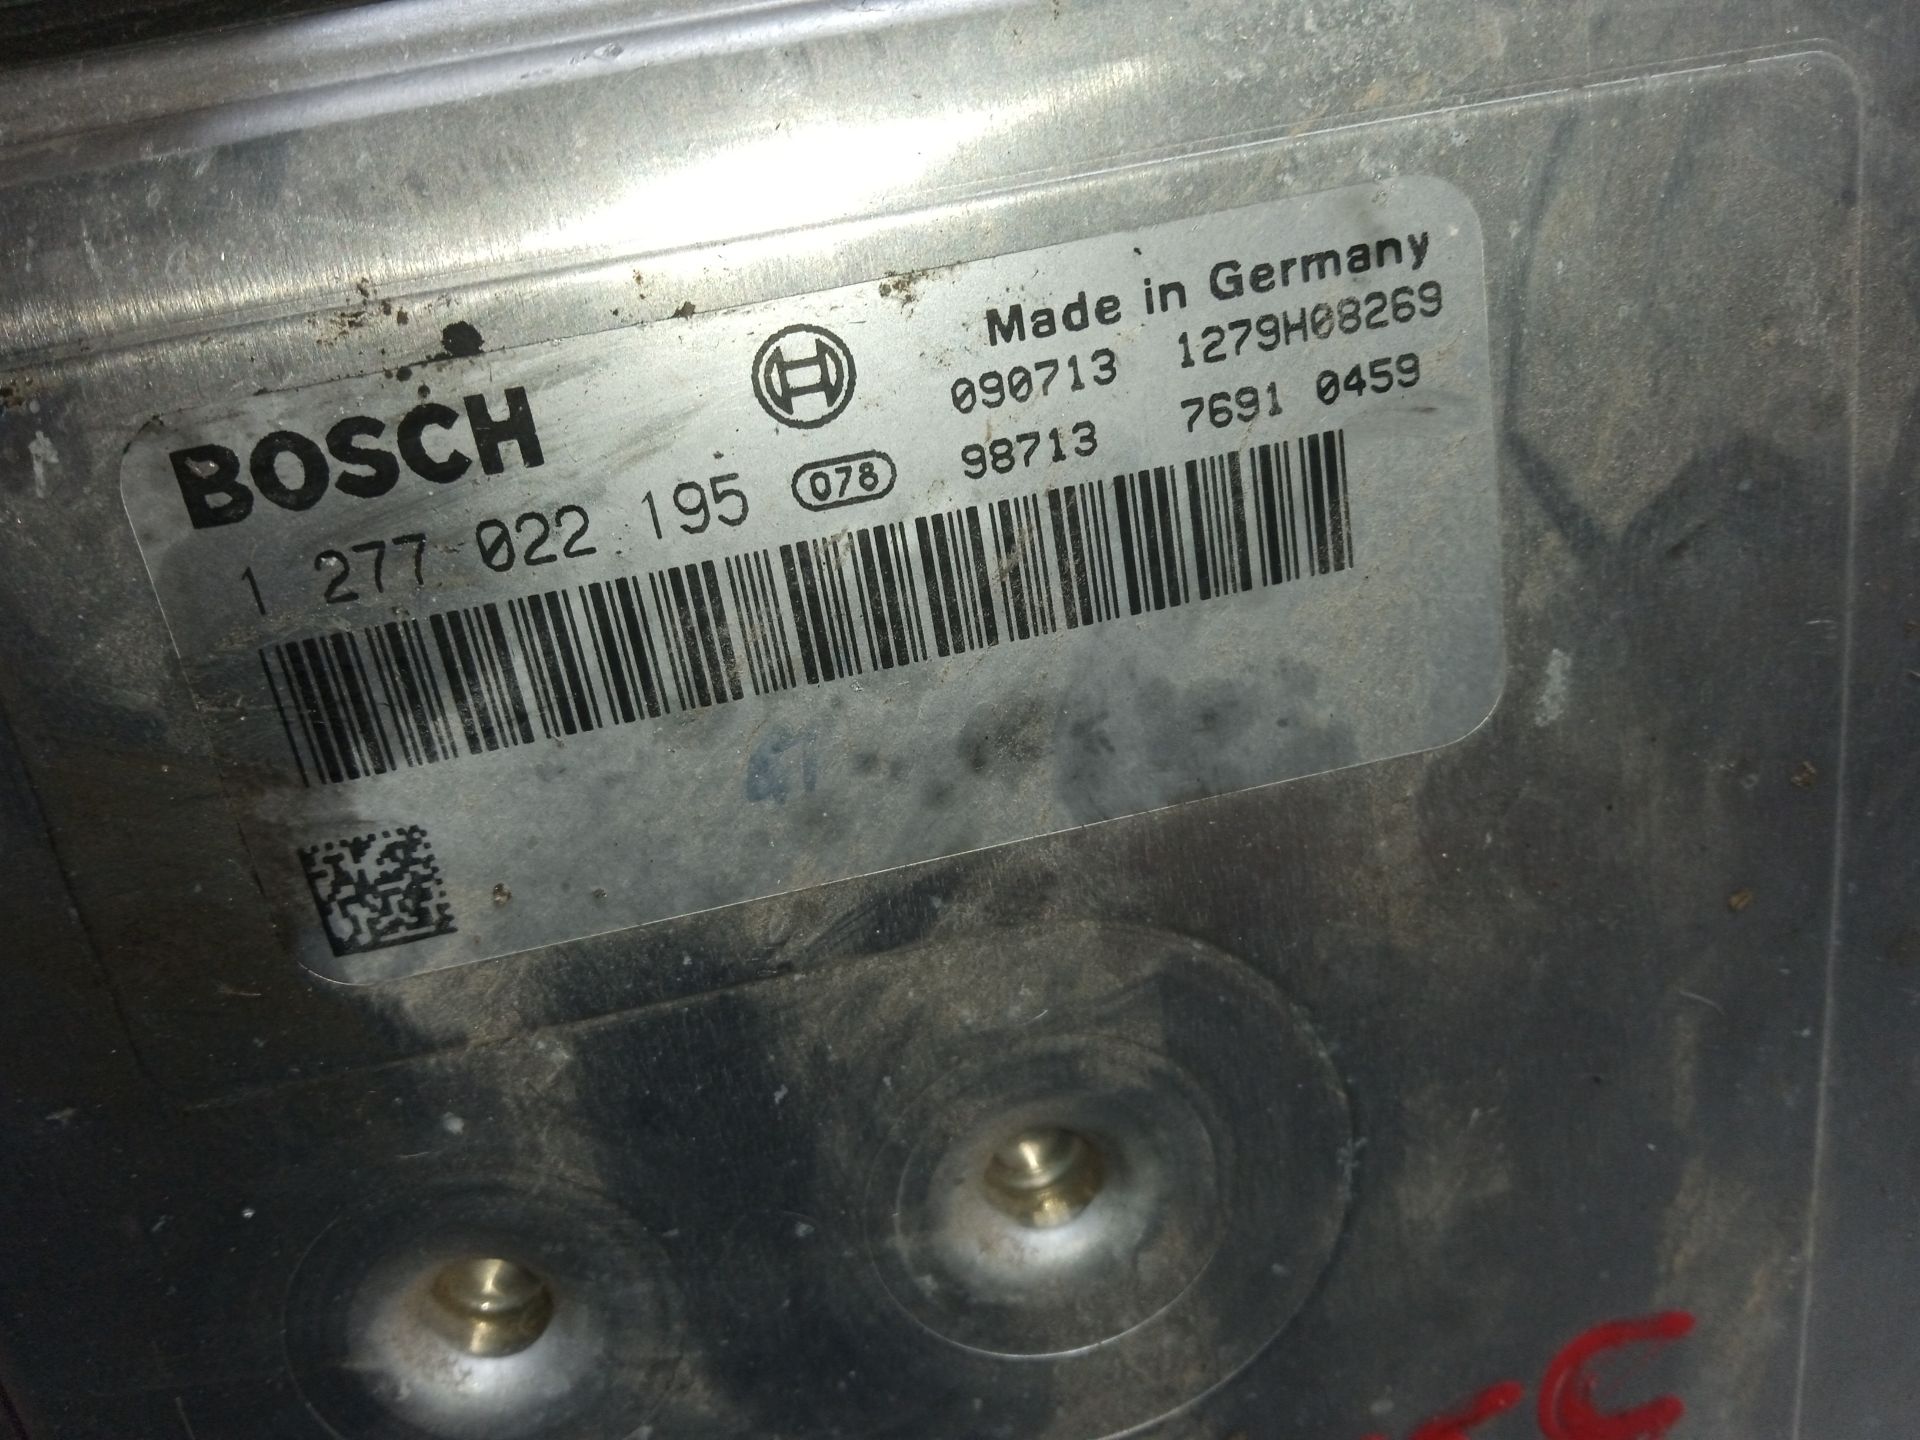 Made in Germany
BOSCH 090713 1279H08269
1 277 022 195 078 98713 7691 0459